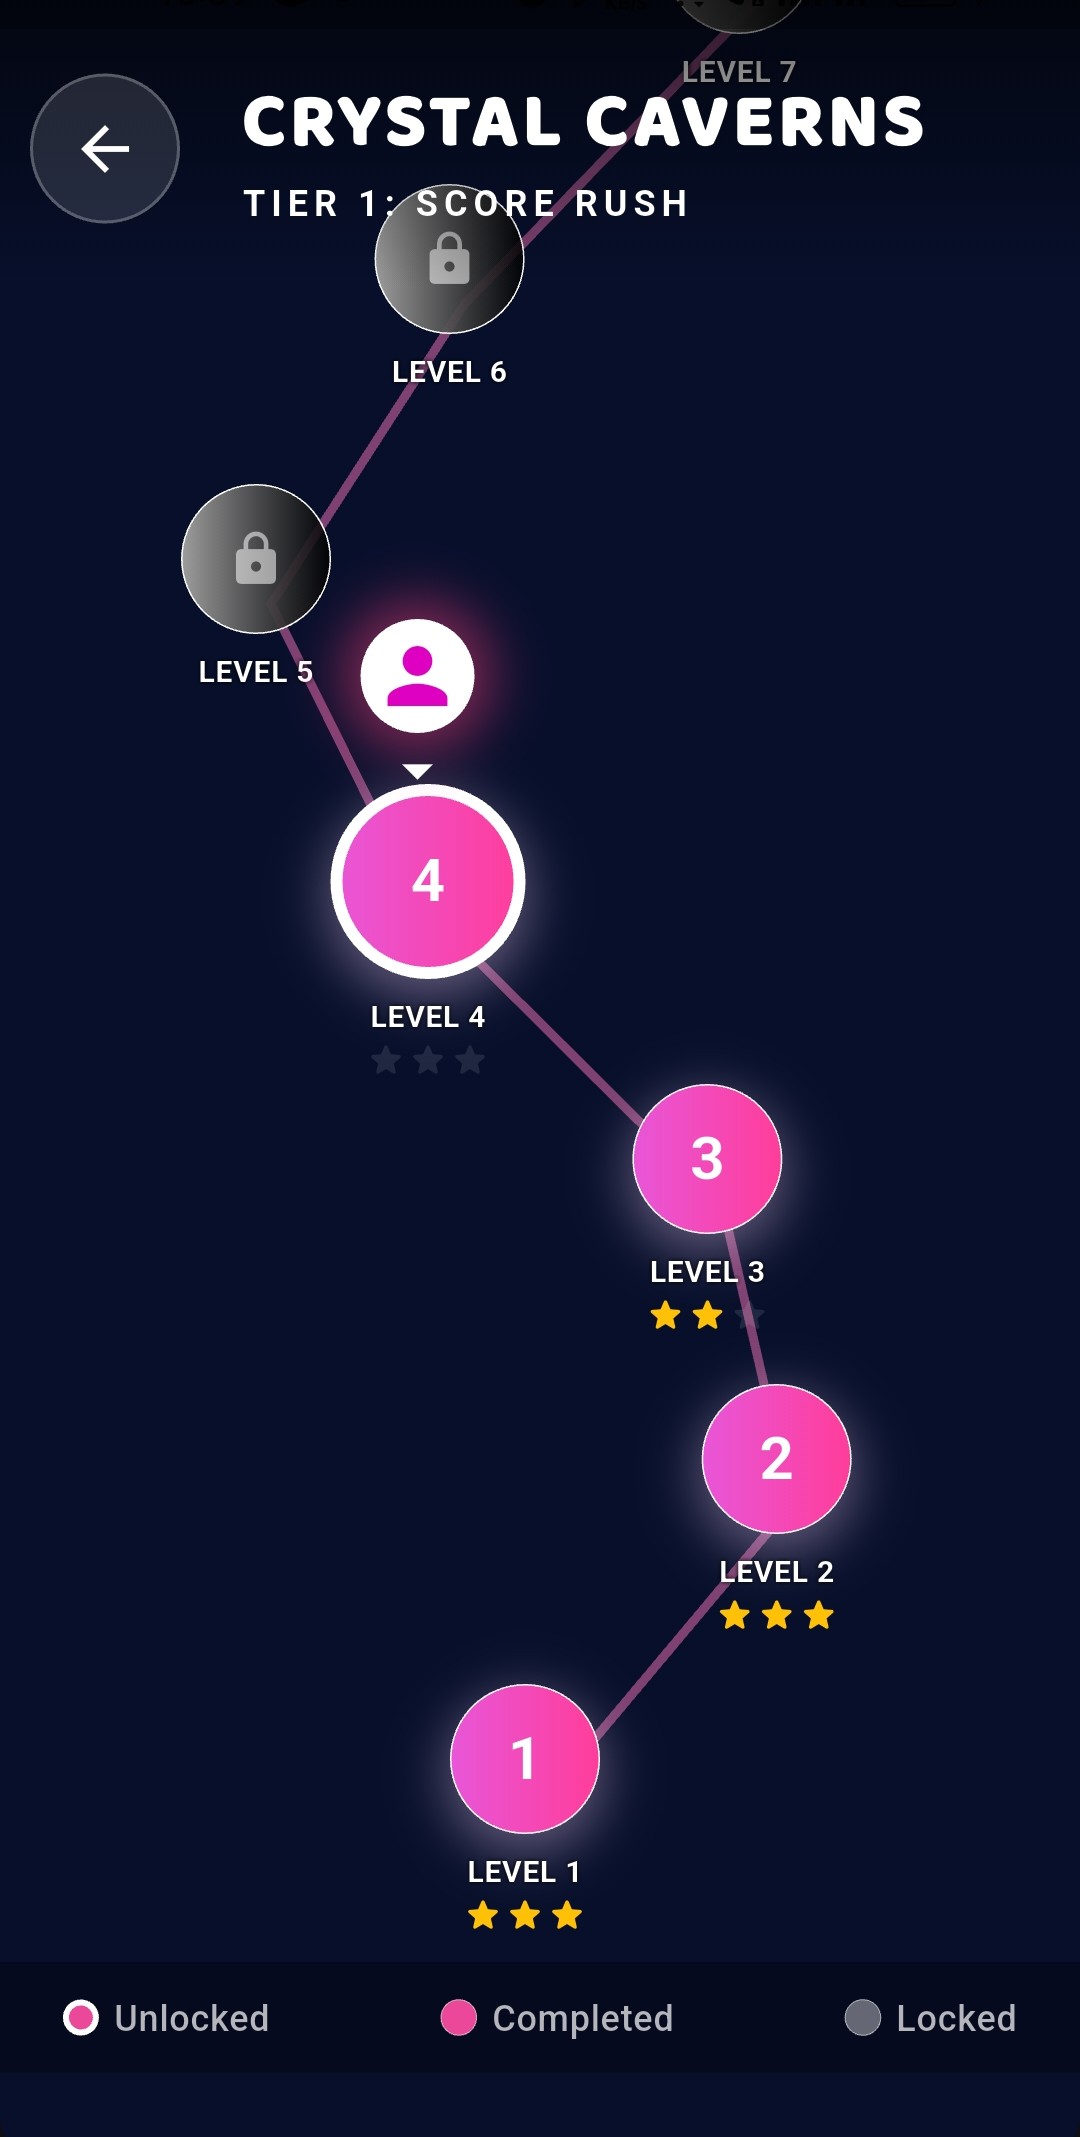 LEVEL 7
CRYSTAL CAVERNS
TIER 1: SCORE RUSH
LEVEL 6
LEVEL 5
4
LEVEL 4
3
LEVEL 3
2
LEVEL 2
1
LEVEL 1
Unlocked Completed Locked